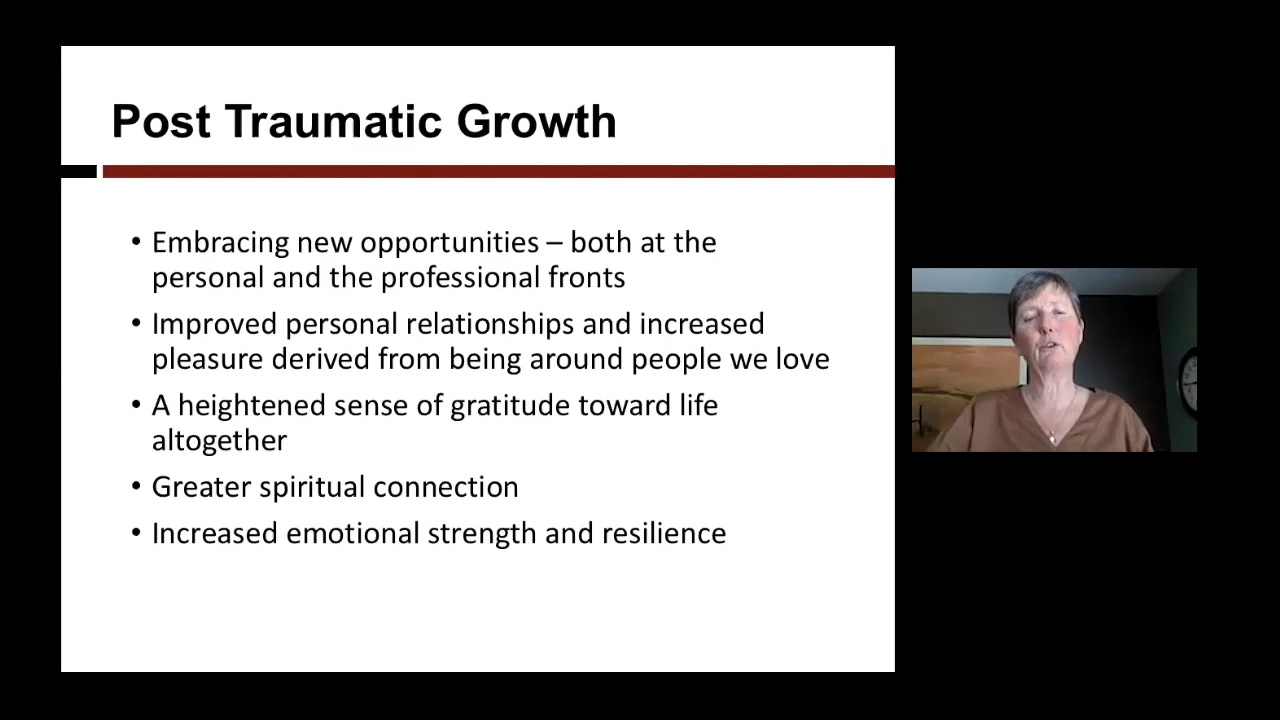 Post Traumatic Growth
• Embracing new opportunities – both at the
personal and the professional fronts
• Improved personal relationships and increased
pleasure derived from being around people we love
• A heightened sense of gratitude toward life
altogether
• Greater spiritual connection
• Increased emotional strength and resilience